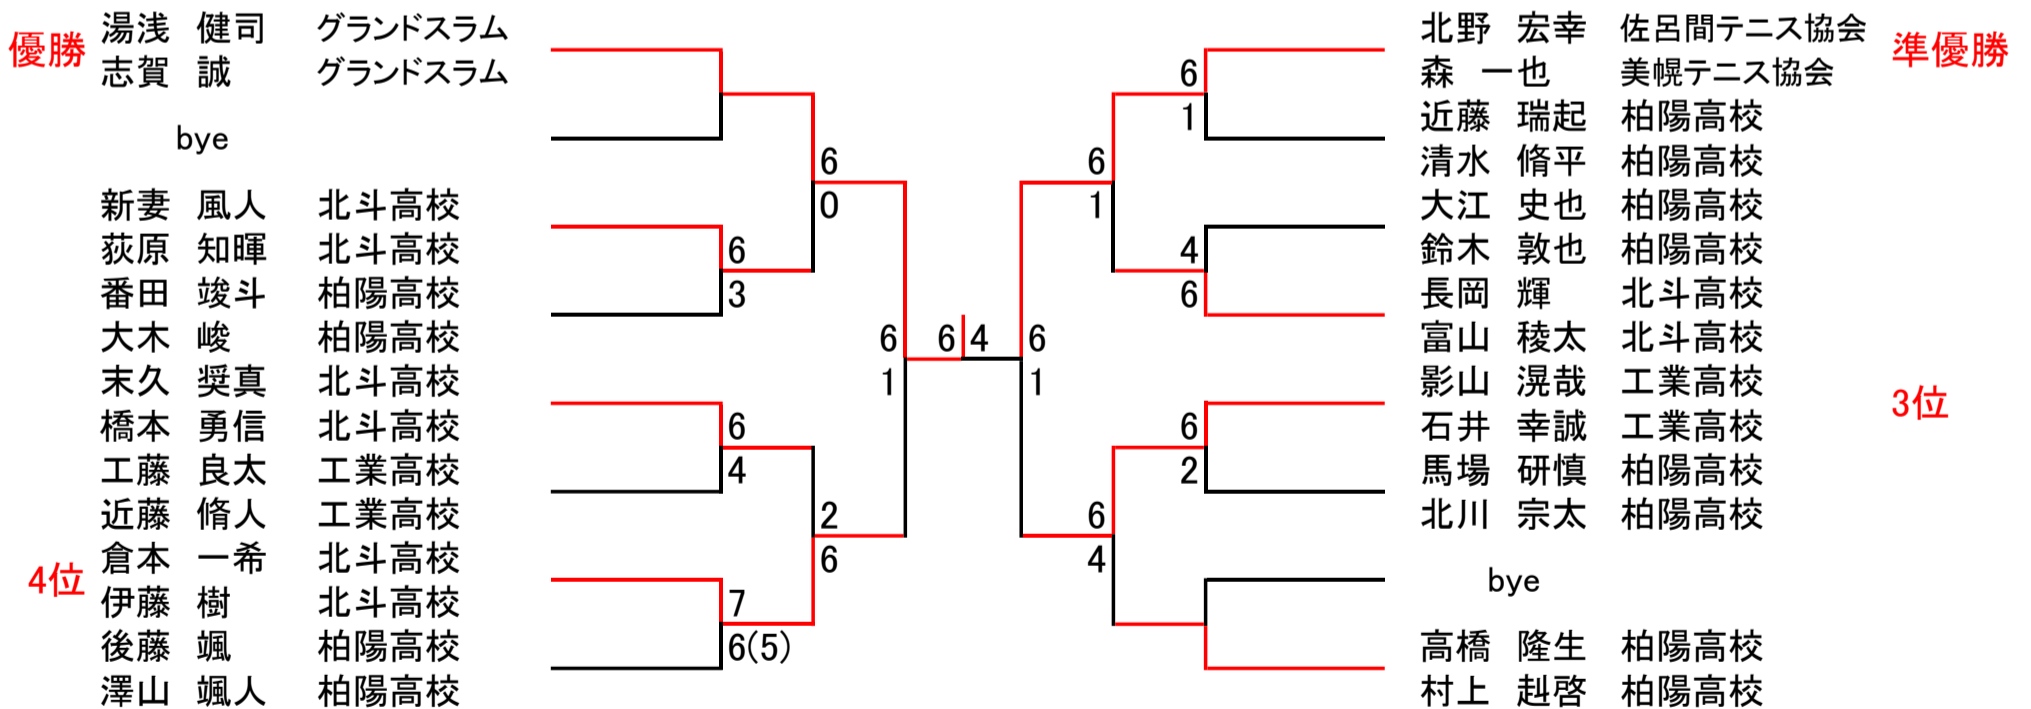 湯浅 健司 グランドスラム
優勝
志賀 誠 グランドスラム
bye
新妻 風人 北斗高校
荻原 知暉 北斗高校
番田 竣斗 柏陽高校
大木 峻 柏陽高校
末久 奨真 北斗高校
橋本 勇信 北斗高校
工藤 良太 工業高校
近藤 脩人 工業高校
倉本 一希 北斗高校
4位
伊藤 樹 北斗高校
後藤 颯 柏陽高校
澤山 颯人 柏陽高校
6
0
6
3
6
4
2
6
7
6(5)
6
1
6 4
6
1
6
1
6
1
4
6
6
2
6
4
北野 宏幸 佐呂間テニス協会
準優勝
森 一也 美幌テニス協会
近藤 瑞起 柏陽高校
清水 脩平 柏陽高校
大江 史也 柏陽高校
鈴木 敦也 柏陽高校
長岡 輝 北斗高校
富山 稜太 北斗高校
影山 滉哉 工業高校
3位
石井 幸誠 工業高校
馬場 研慎 柏陽高校
北川 宗太 柏陽高校
bye
高橋 隆生 柏陽高校
村上 赳啓 柏陽高校